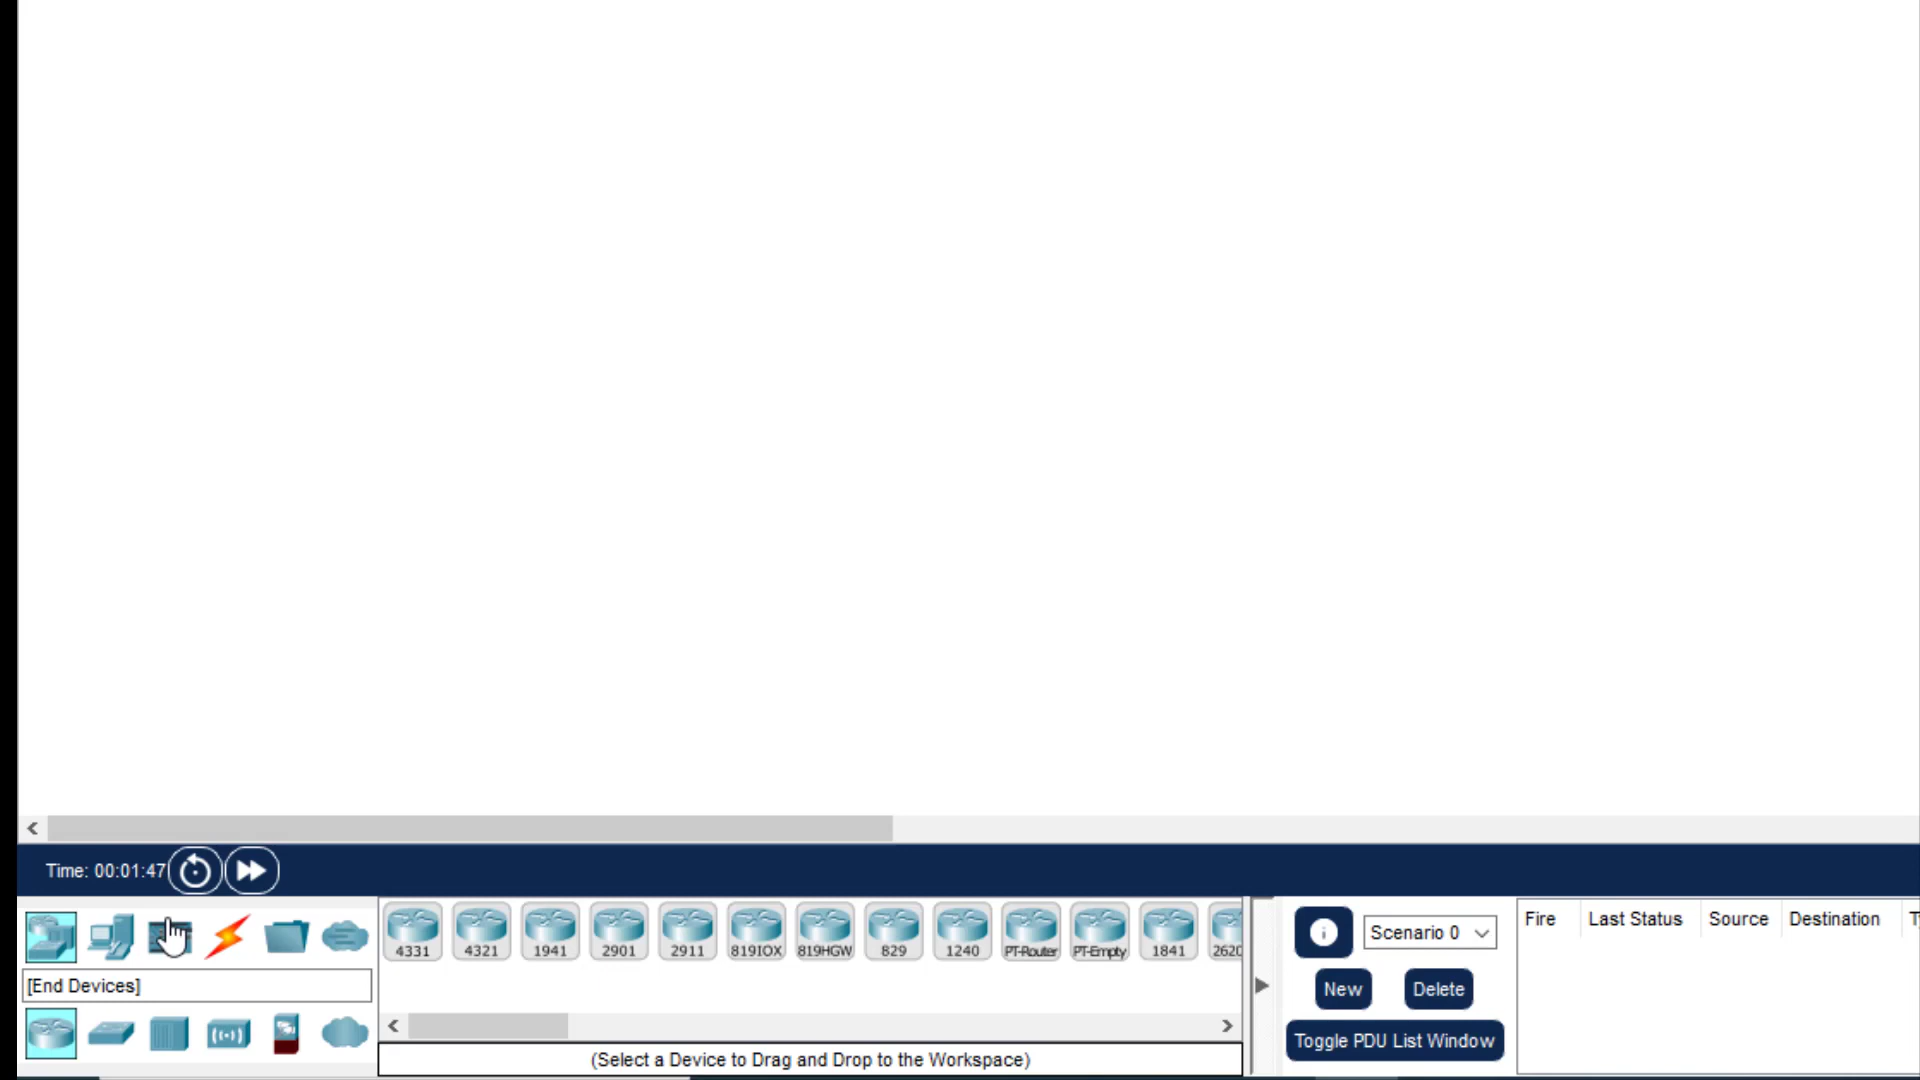 Time: 00:01:47
4331 4321 1941 2901 2911 819IOX 819HGW 829 1240 PT-Router PT-Empty 1841 2620
[End Devices]
(Select a Device to Drag and Drop to the Workspace)
Scenario 0
New Delete
Toggle PDU List Window
Fire Last Status Source Destination